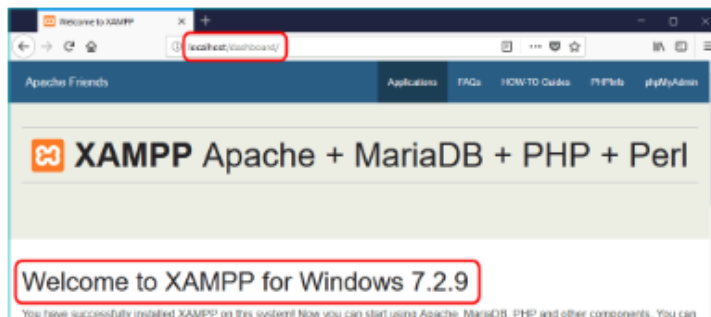 Welcome to XAMPP
localhost/dashboard/
Apache Friends
Applications FAQs HOW-TO Guides PHPInfo phpMyAdmin
XAMPP Apache + MariaDB + PHP + Perl
Welcome to XAMPP for Windows 7.2.9
You have successfully installed XAMPP on this system! Now you can start using Apache, MariaDB, PHP and other components. You can